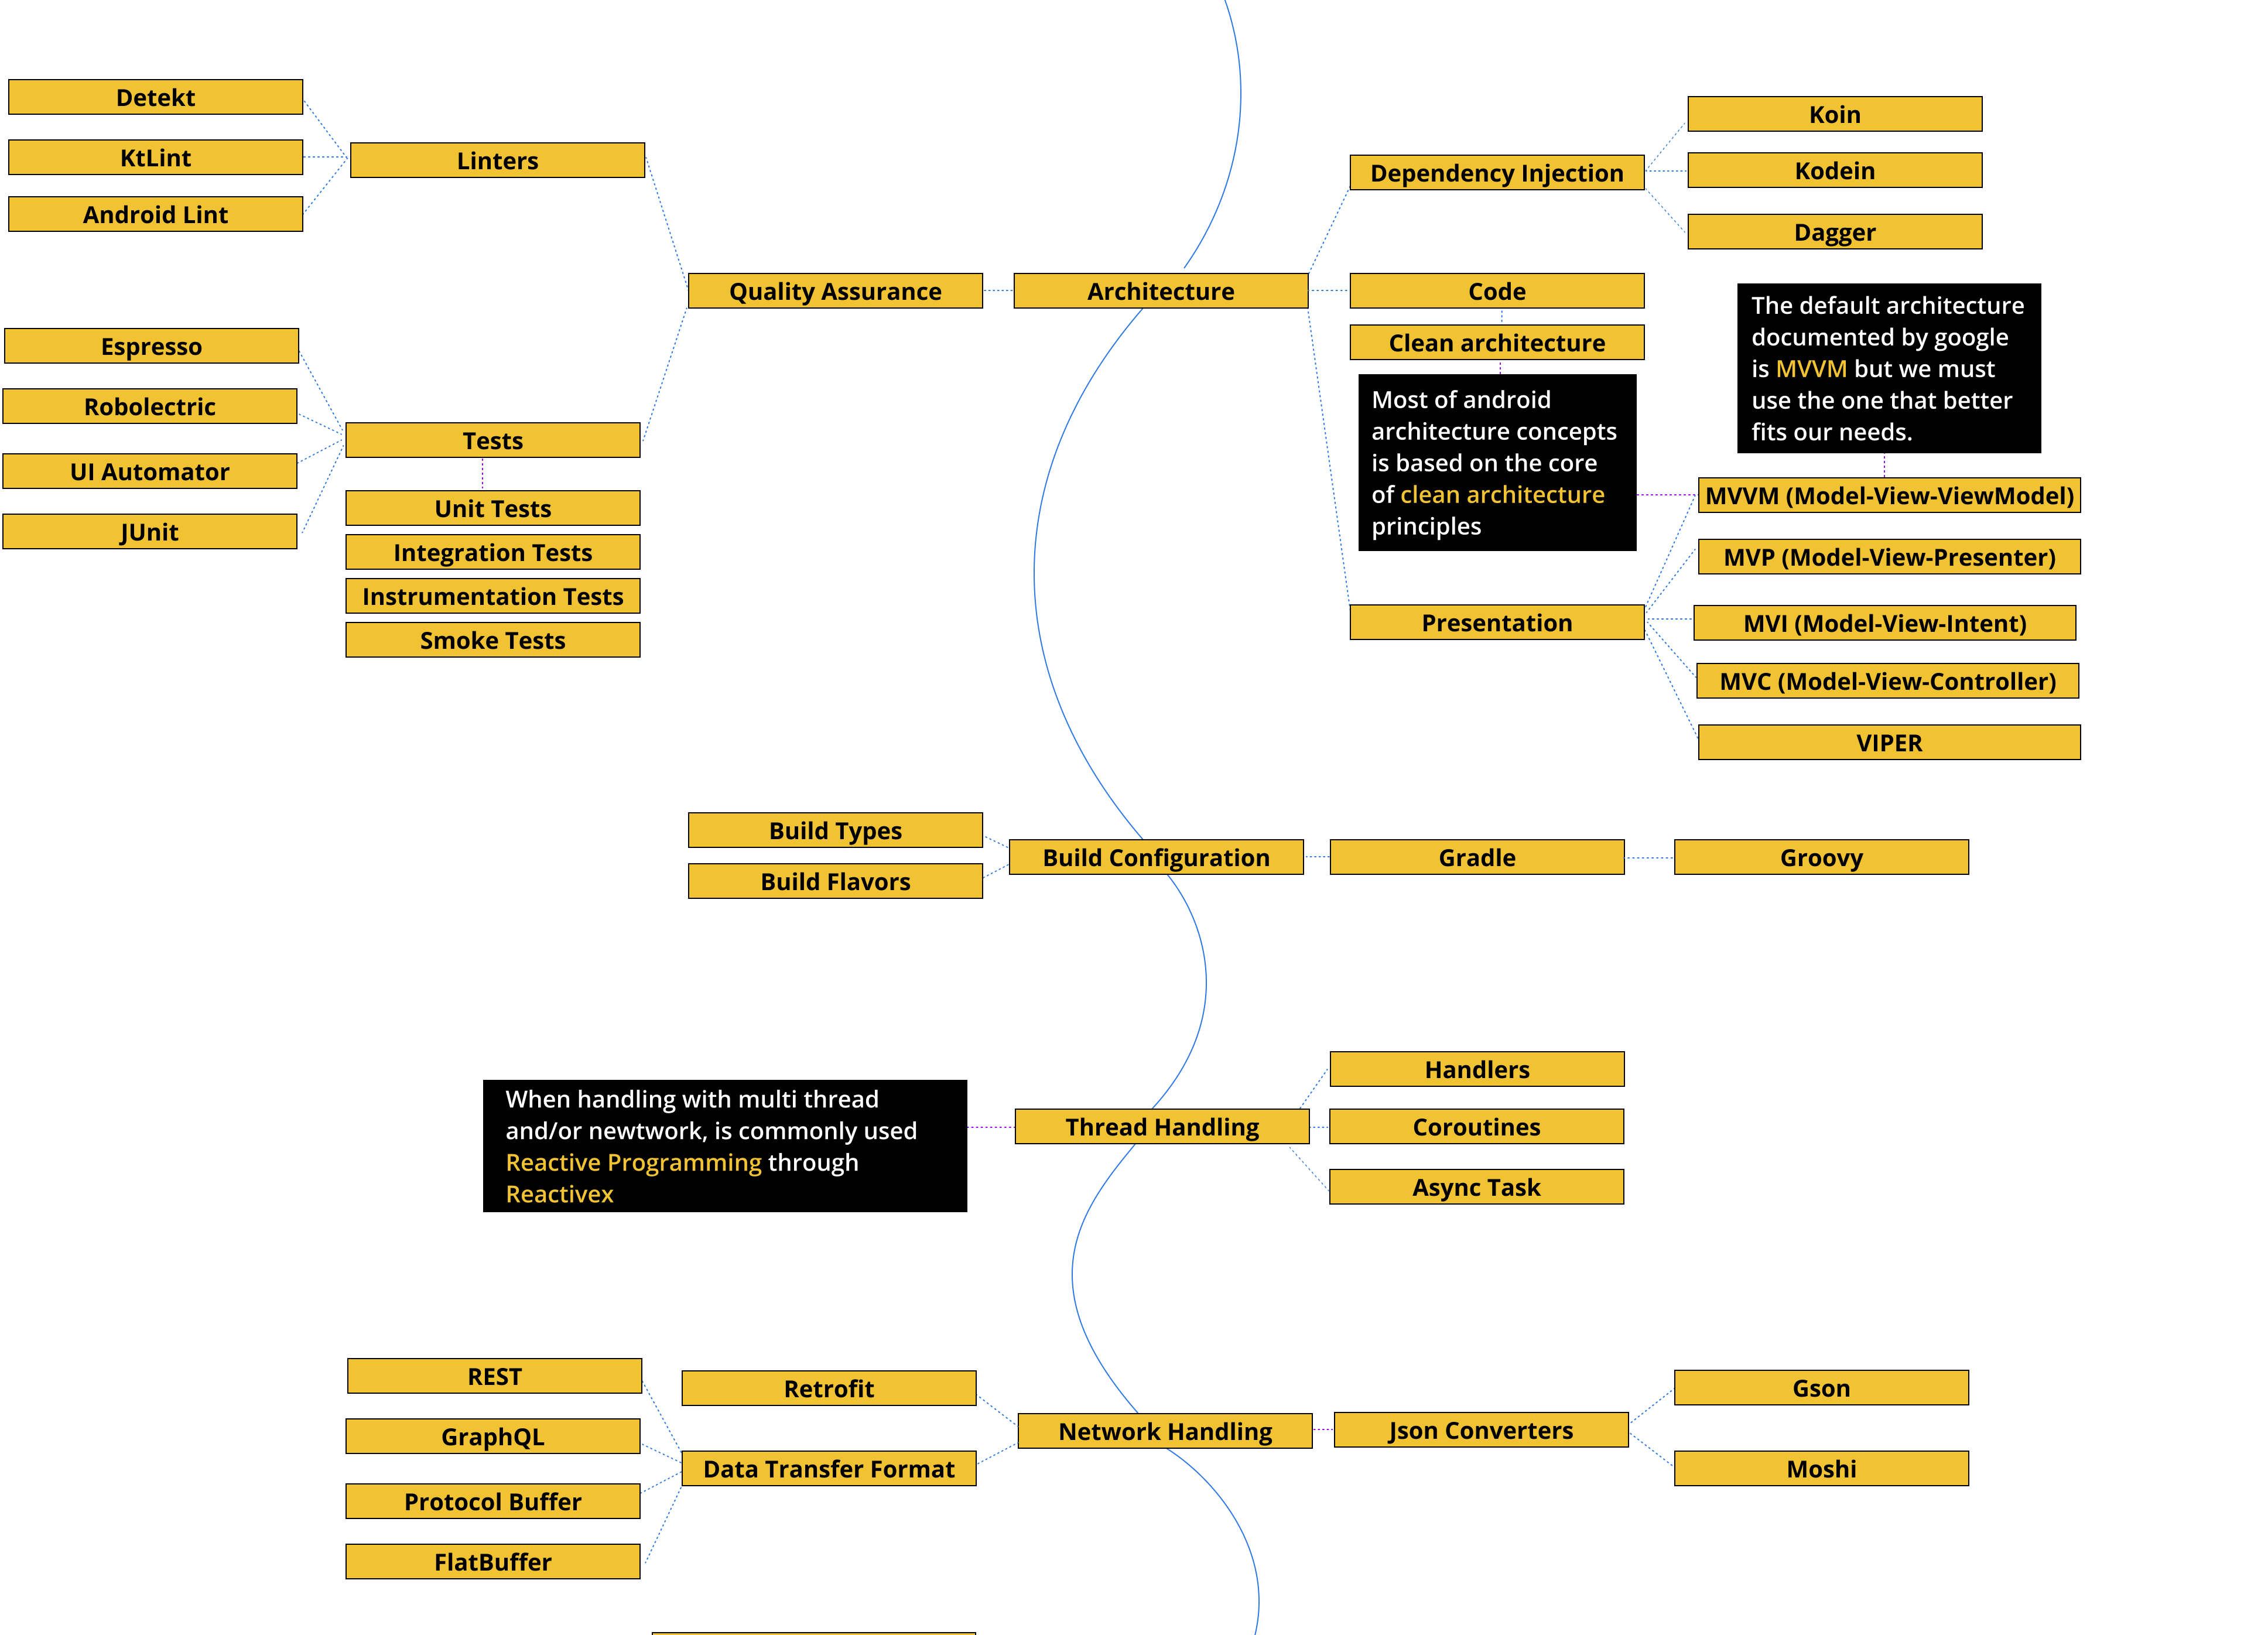 Detekt
KtLint
Android Lint
Linters
Koin
Dependency Injection
Kodein
Dagger
Quality Assurance
Architecture
Code
Clean architecture
The default architecture
documented by google
is MVVM but we must
use the one that better
fits our needs.
Most of android
architecture concepts
is based on the core
of clean architecture
principles
Espresso
Robolectric
UI Automator
JUnit
Tests
Unit Tests
Integration Tests
Instrumentation Tests
Smoke Tests
Presentation
MVVM (Model-View-ViewModel)
MVP (Model-View-Presenter)
MVI (Model-View-Intent)
MVC (Model-View-Controller)
VIPER
Build Types
Build Flavors
Build Configuration
Gradle
Groovy
When handling with multi thread
and/or newtwork, is commonly used
Reactive Programming through
Reactivex
Thread Handling
Handlers
Coroutines
Async Task
REST
GraphQL
Protocol Buffer
FlatBuffer
Retrofit
Data Transfer Format
Network Handling
Json Converters
Gson
Moshi